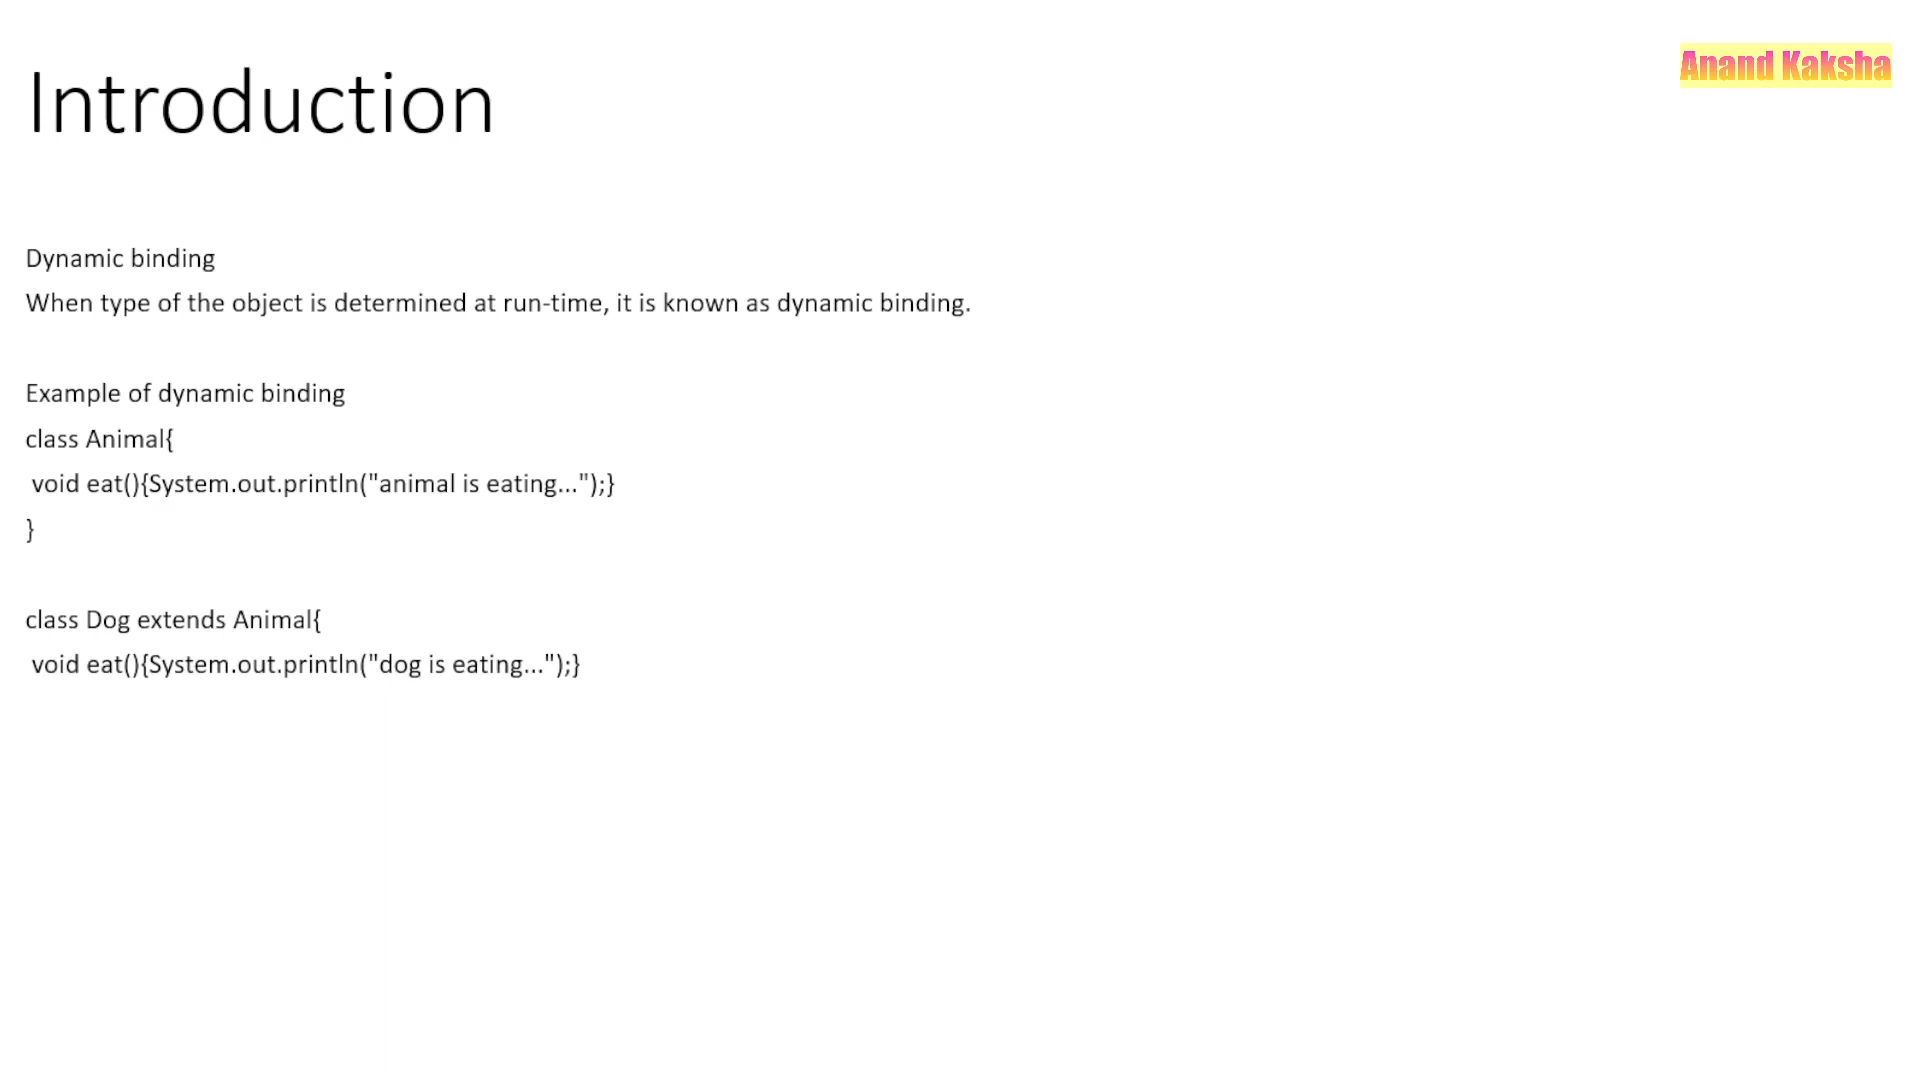 Anand Kaksha
Introduction
Dynamic binding
When type of the object is determined at run-time, it is known as dynamic binding.
Example of dynamic binding
class Animal{
void eat(){System.out.println("animal is eating...");}
}
class Dog extends Animal{
void eat(){System.out.println("dog is eating...");}